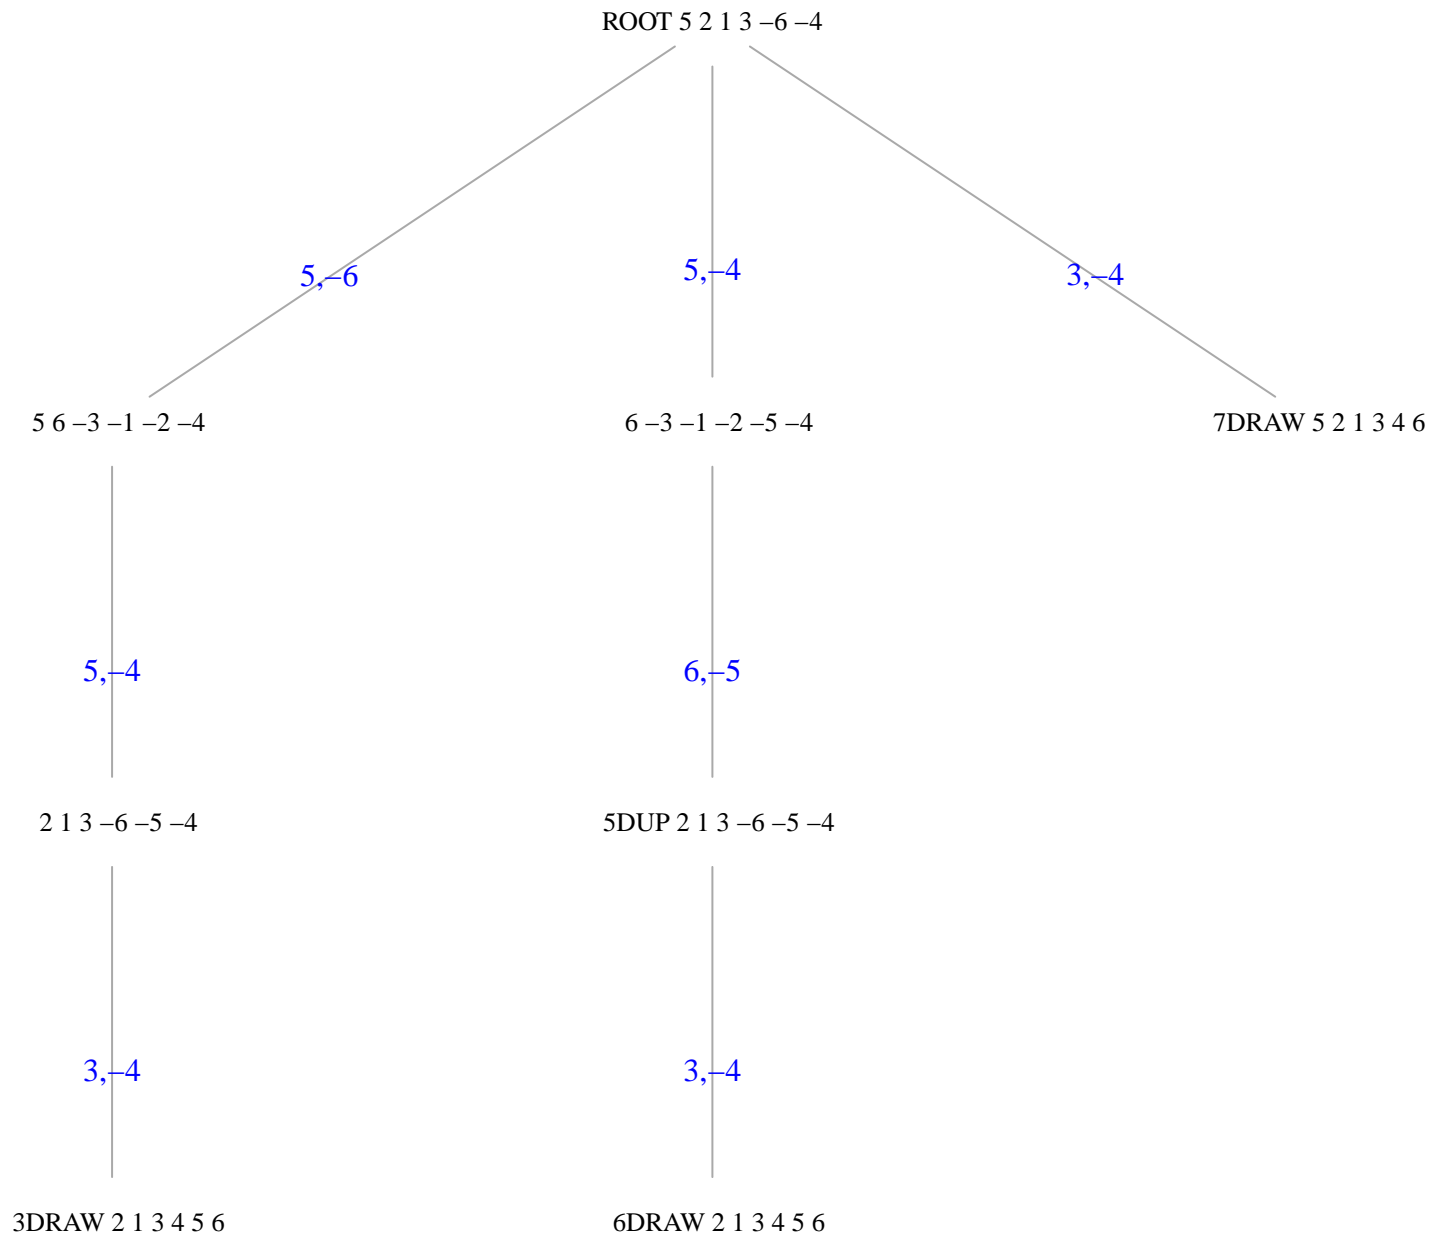 ROOT 5 2 1 3 –6 –4
5,–6
5,–4
3,–4
5 6 –3 –1 –2 –4
6 –3 –1 –2 –5 –4
7DRAW 5 2 1 3 4 6
5,–4
6,–5
2 1 3 –6 –5 –4
5DUP 2 1 3 –6 –5 –4
3,–4
3,–4
3DRAW 2 1 3 4 5 6
6DRAW 2 1 3 4 5 6